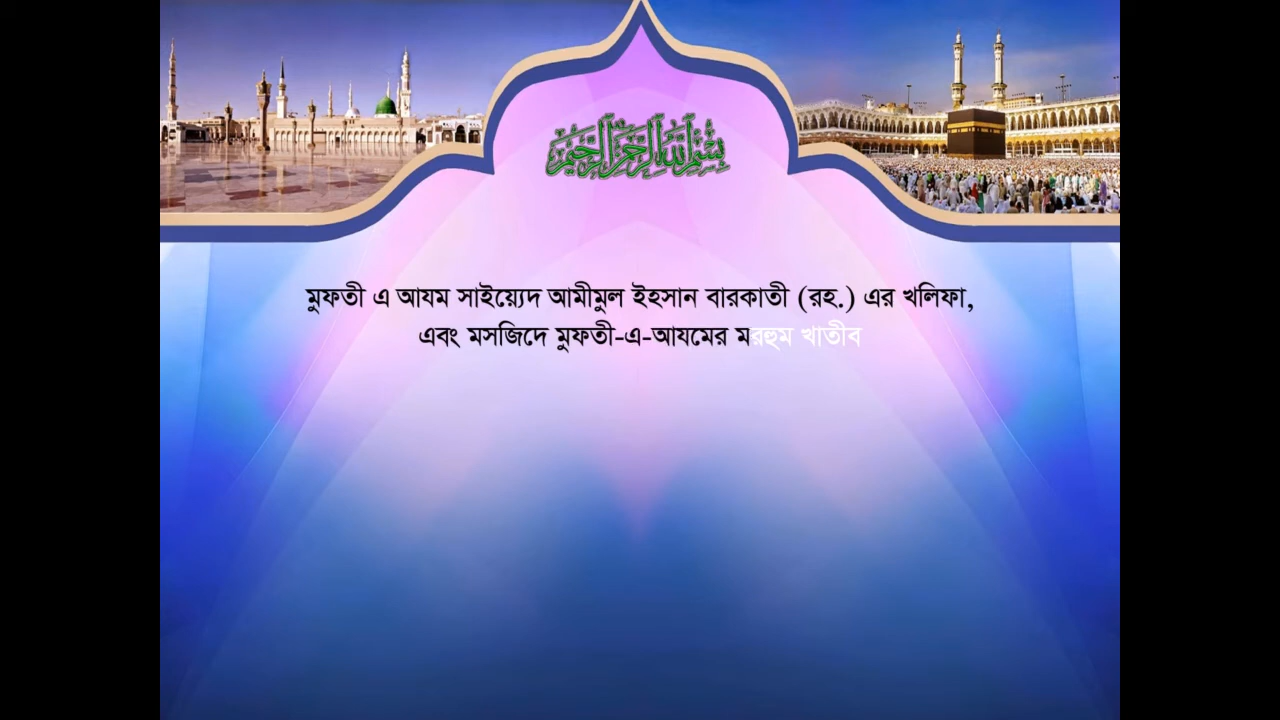 بسم الله الرحمن الرحيم
মুফতী এ আযম সাইয়্যেদ আমীমুল ইহসান বারকাতী (রহ.) এর খলিফা,
এবং মসজিদে মুফতী-এ-আযমের মরহুম খাতীব